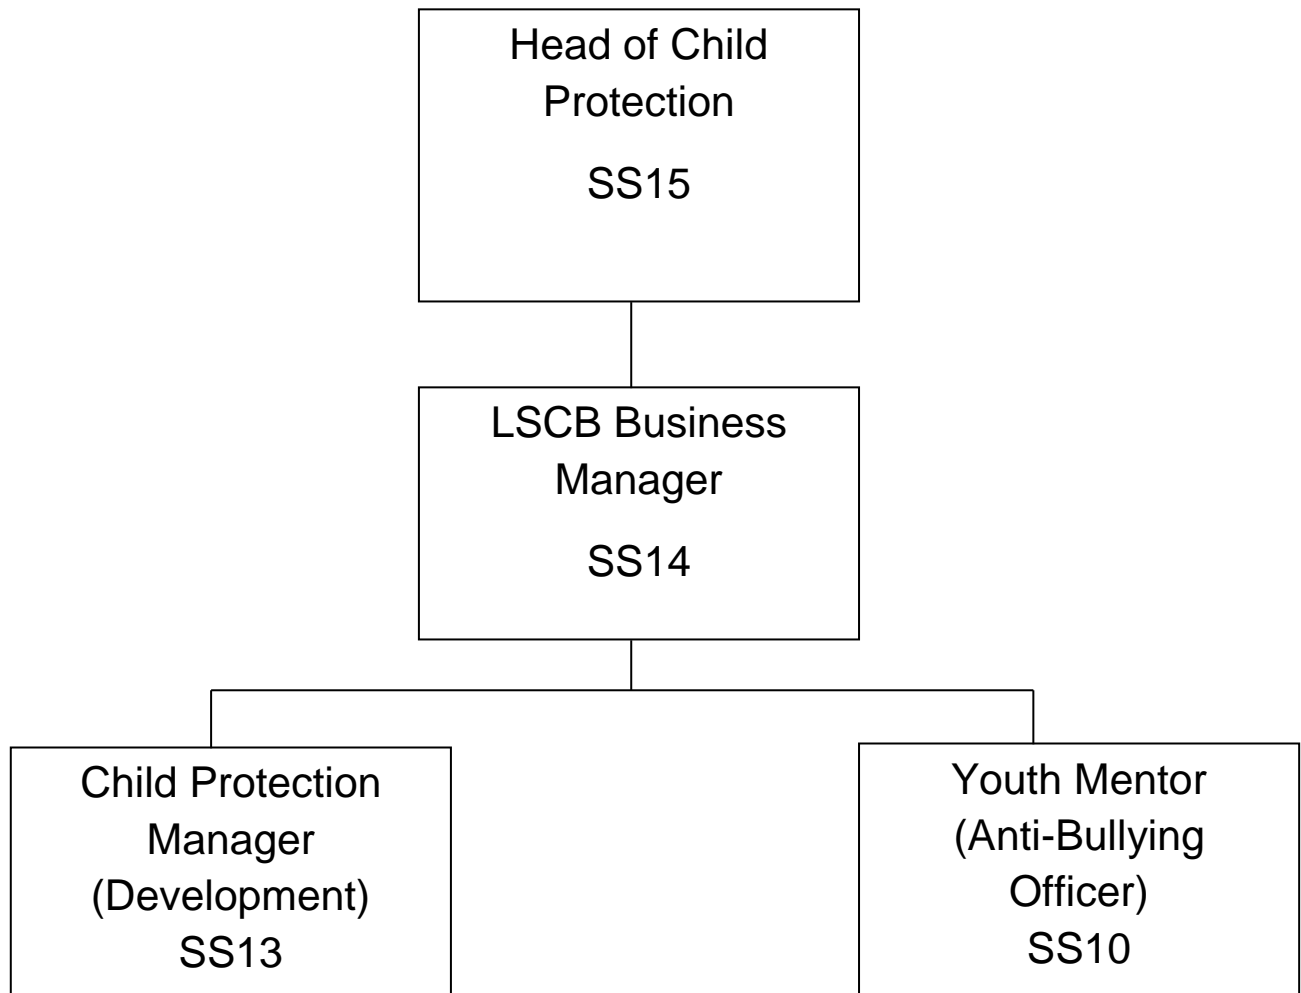 Head of Child
Protection
SS15
LSCB Business
Manager
SS14
Child Protection
Manager
(Development)
SS13
Youth Mentor
(Anti-Bullying
Officer)
SS10